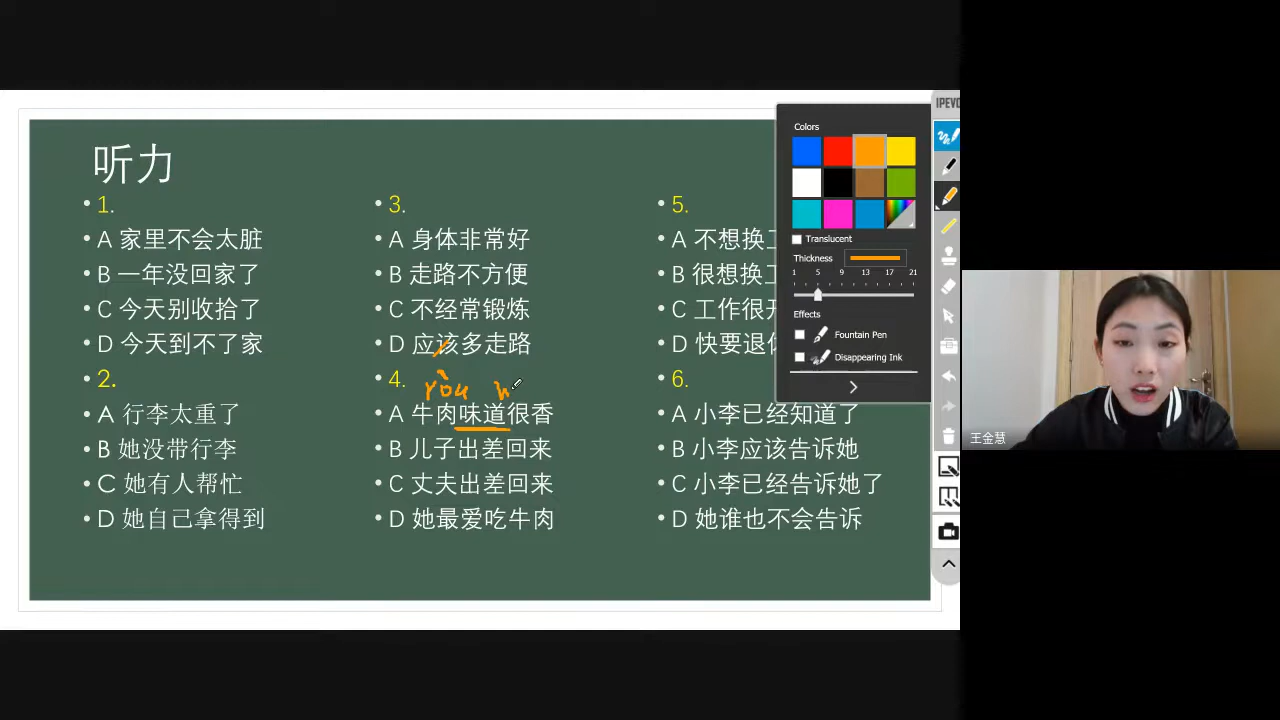 听力
• 1.
• A 家里不会太脏
• B 一年没回家了
• C 今天别收拾了
• D 今天到不了家
• 2.
• A 行李太重了
• B 她没带行李
• C 她有人帮忙
• D 她自己拿得到
• 3.
• A 身体非常好
• B 走路不方便
• C 不经常锻炼
• D 应该多走路
• 4.
ròu
• A 牛肉味道很香
• B 儿子出差回来
• C 丈夫出差回来
• D 她最爱吃牛肉
• 5.
• A 不想换
• B 很想换
• C 工作很
• D 快要退
• 6.
• A 小李已经知道了
• B 小李应该告诉她
• C 小李已经告诉她了
• D 她谁也不会告诉
Colors
Translucent
Thickness
1 5 9 13 17 21
Effects
Fountain Pen
Disappearing Ink
IPEVO
王金慧